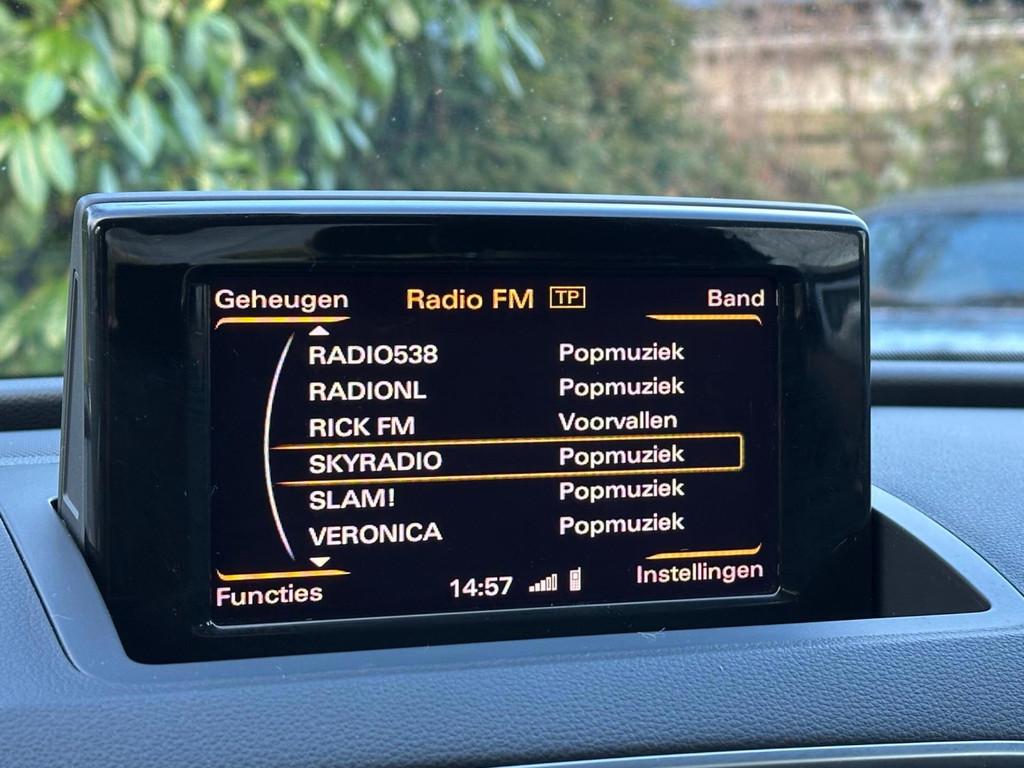 Geheugen Radio FM TP Band
RADIO538 Popmuziek
RADIONL Popmuziek
RICK FM Voorvallen
SKYRADIO Popmuziek
SLAM! Popmuziek
VERONICA Popmuziek
Functies 14:57 Instellingen